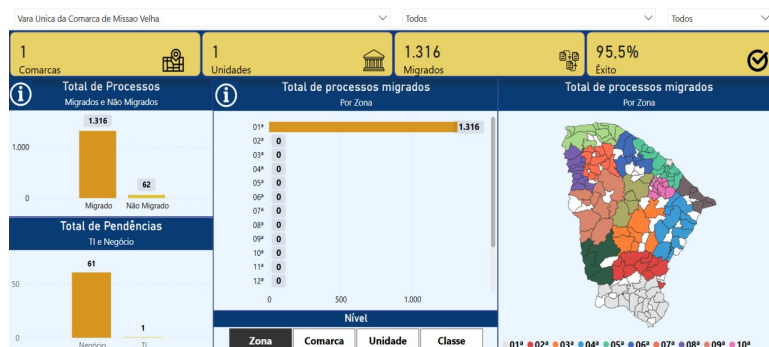 Vara Unica da Comarca de Missao Velha
Todos
Todos
1
Comarcas
1
Unidades
1.316
Migrados
95,5%
Êxito
Total de Processos
Migrados e Não Migrados
1.316
1.000
62
0
Migrado
Não Migrado
Total de Pendências
TI e Negócio
61
50
1
0
Negócio
TI
Total de processos migrados
Por Zona
01ª 1.316
02ª 0
03ª 0
04ª 0
05ª 0
06ª 0
07ª 0
08ª 0
09ª 0
10ª 0
11ª 0
12ª 0
0 500 1.000
Nível
Zona Comarca Unidade Classe
Total de processos migrados
Por Zona
01ª 02ª 03ª 04ª 05ª 06ª 07ª 08ª 09ª 10ª